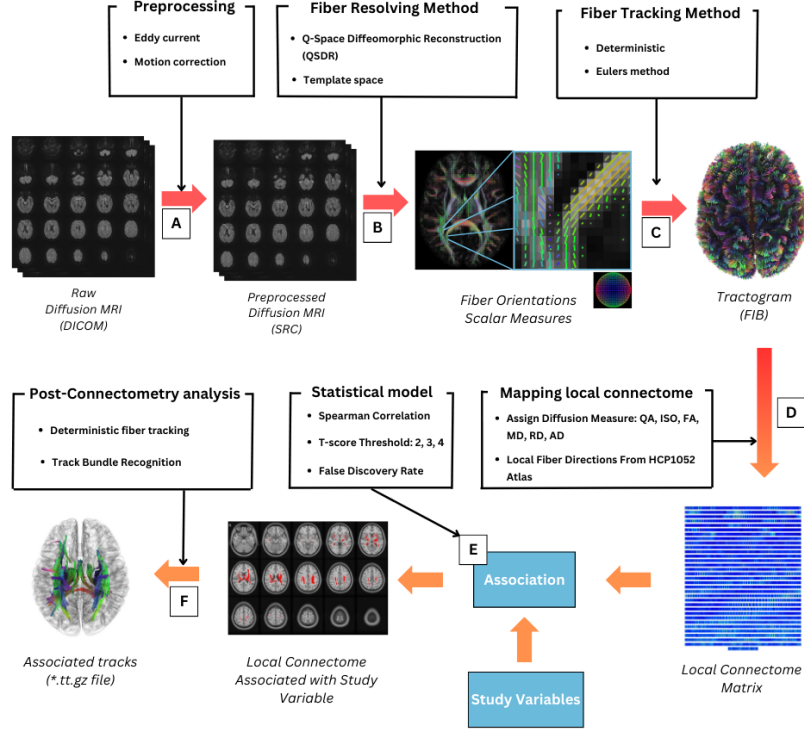 Preprocessing
Eddy current
Motion correction
Fiber Resolving Method
Q-Space Diffeomorphic Reconstruction
(QSDR)
Template space
Fiber Tracking Method
Deterministic
Eulers method
A
B
C
Raw
Diffusion MRI
(DICOM)
Preprocessed
Diffusion MRI
(SRC)
Fiber Orientations
Scalar Measures
Tractogram
(FIB)
D
Mapping local connectome
Assign Diffusion Measure: QA, ISO, FA,
MD, RD, AD
Local Fiber Directions From HCP1052
Atlas
Statistical model
Spearman Correlation
T-score Threshold: 2, 3, 4
False Discovery Rate
Post-Connectometry analysis
Deterministic fiber tracking
Track Bundle Recognition
E
Association
F
Study Variables
Local Connectome
Matrix
Local Connectome
Associated with Study
Variable
Associated tracks
(*.tt.gz file)